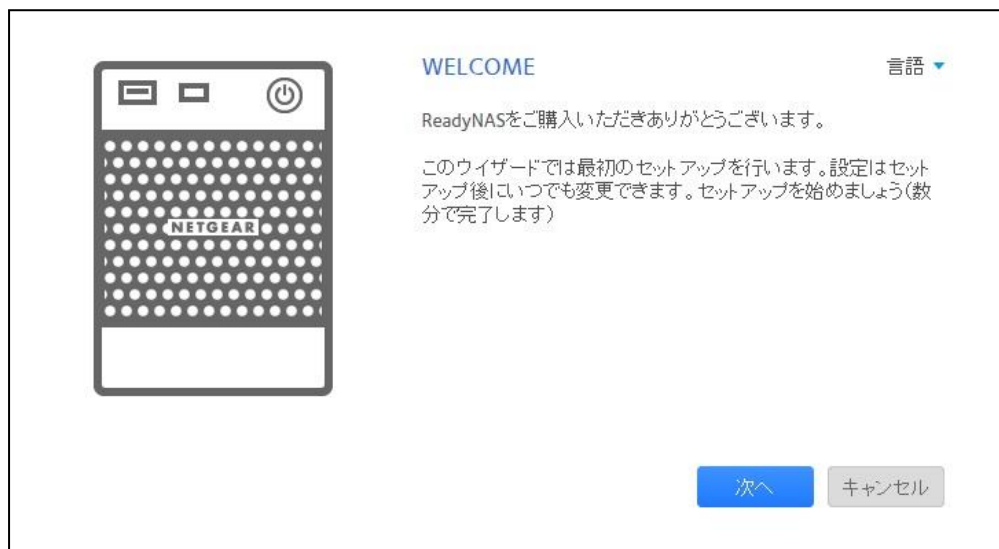 WELCOME
言語
ReadyNASをご購入いただきありがとうございます。
このウィザードでは最初のセットアップを行います。設定はセット
アップ後にいつでも変更できます。セットアップを始めましょう(数
分で完了します)
NETGEAR
次へ
キャンセル